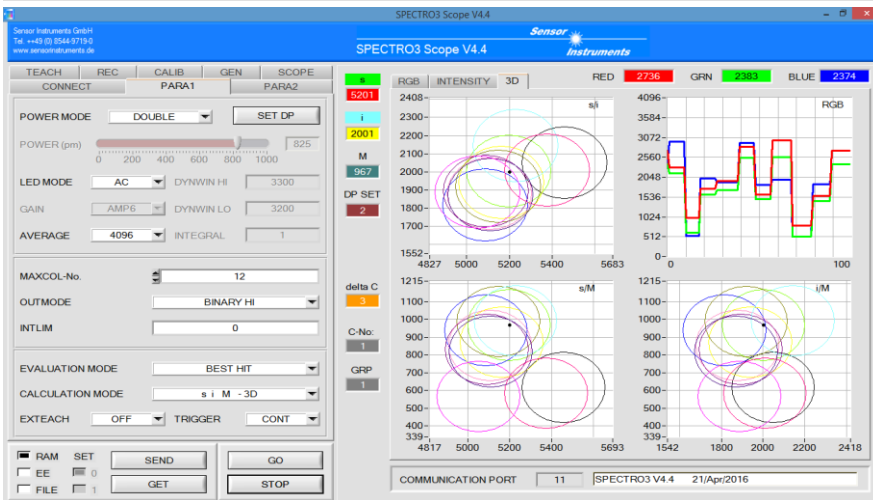 SPECTRO3 Scope V4.4
Sensor Instruments GmbH
Tel. ++49 (0) 8544-9719-0
www.sensorinstruments.de
SPECTRO3 Scope V4.4
Sensor
Instruments
TEACH REC CALIB GEN SCOPE
CONNECT PARA1 PARA2
POWER MODE DOUBLE SET DP
POWER (pm) 825
0 200 400 600 800 1000
LED MODE AC DYNWIN HI 3300
GAIN AMP6 DYNWIN LO 3200
AVERAGE 4096 INTEGRAL 1
MAXCOL-No. 12
OUTMODE BINARY HI
INTLIM 0
EVALUATION MODE BEST HIT
CALCULATION MODE s i M - 3D
EXTEACH OFF TRIGGER CONT
RAM SET SEND GO
EE 0
FILE 1 GET STOP
s
5201
i
2001
M
967
DP SET
2
delta C
3
C-No:
1
GRP
1
RGB INTENSITY 3D RED 2736 GRN 2383 BLUE 2374
s/i
2408-
2300-
2200-
2100-
2000-
1900-
1800-
1700-
1552-
4827 5000 5200 5400 5683
RGB
4096-
3584-
3072-
2560-
2048-
1536-
1024-
512-
0-
0 100
s/M
1215-
1100-
1000-
900-
800-
700-
600-
500-
400-
339-
4817 5000 5200 5400 5693
i/M
1215-
1100-
1000-
900-
800-
700-
600-
500-
400-
339-
1542 1800 2000 2200 2418
COMMUNICATION PORT 11 SPECTRO3 V4.4 21/Apr/2016